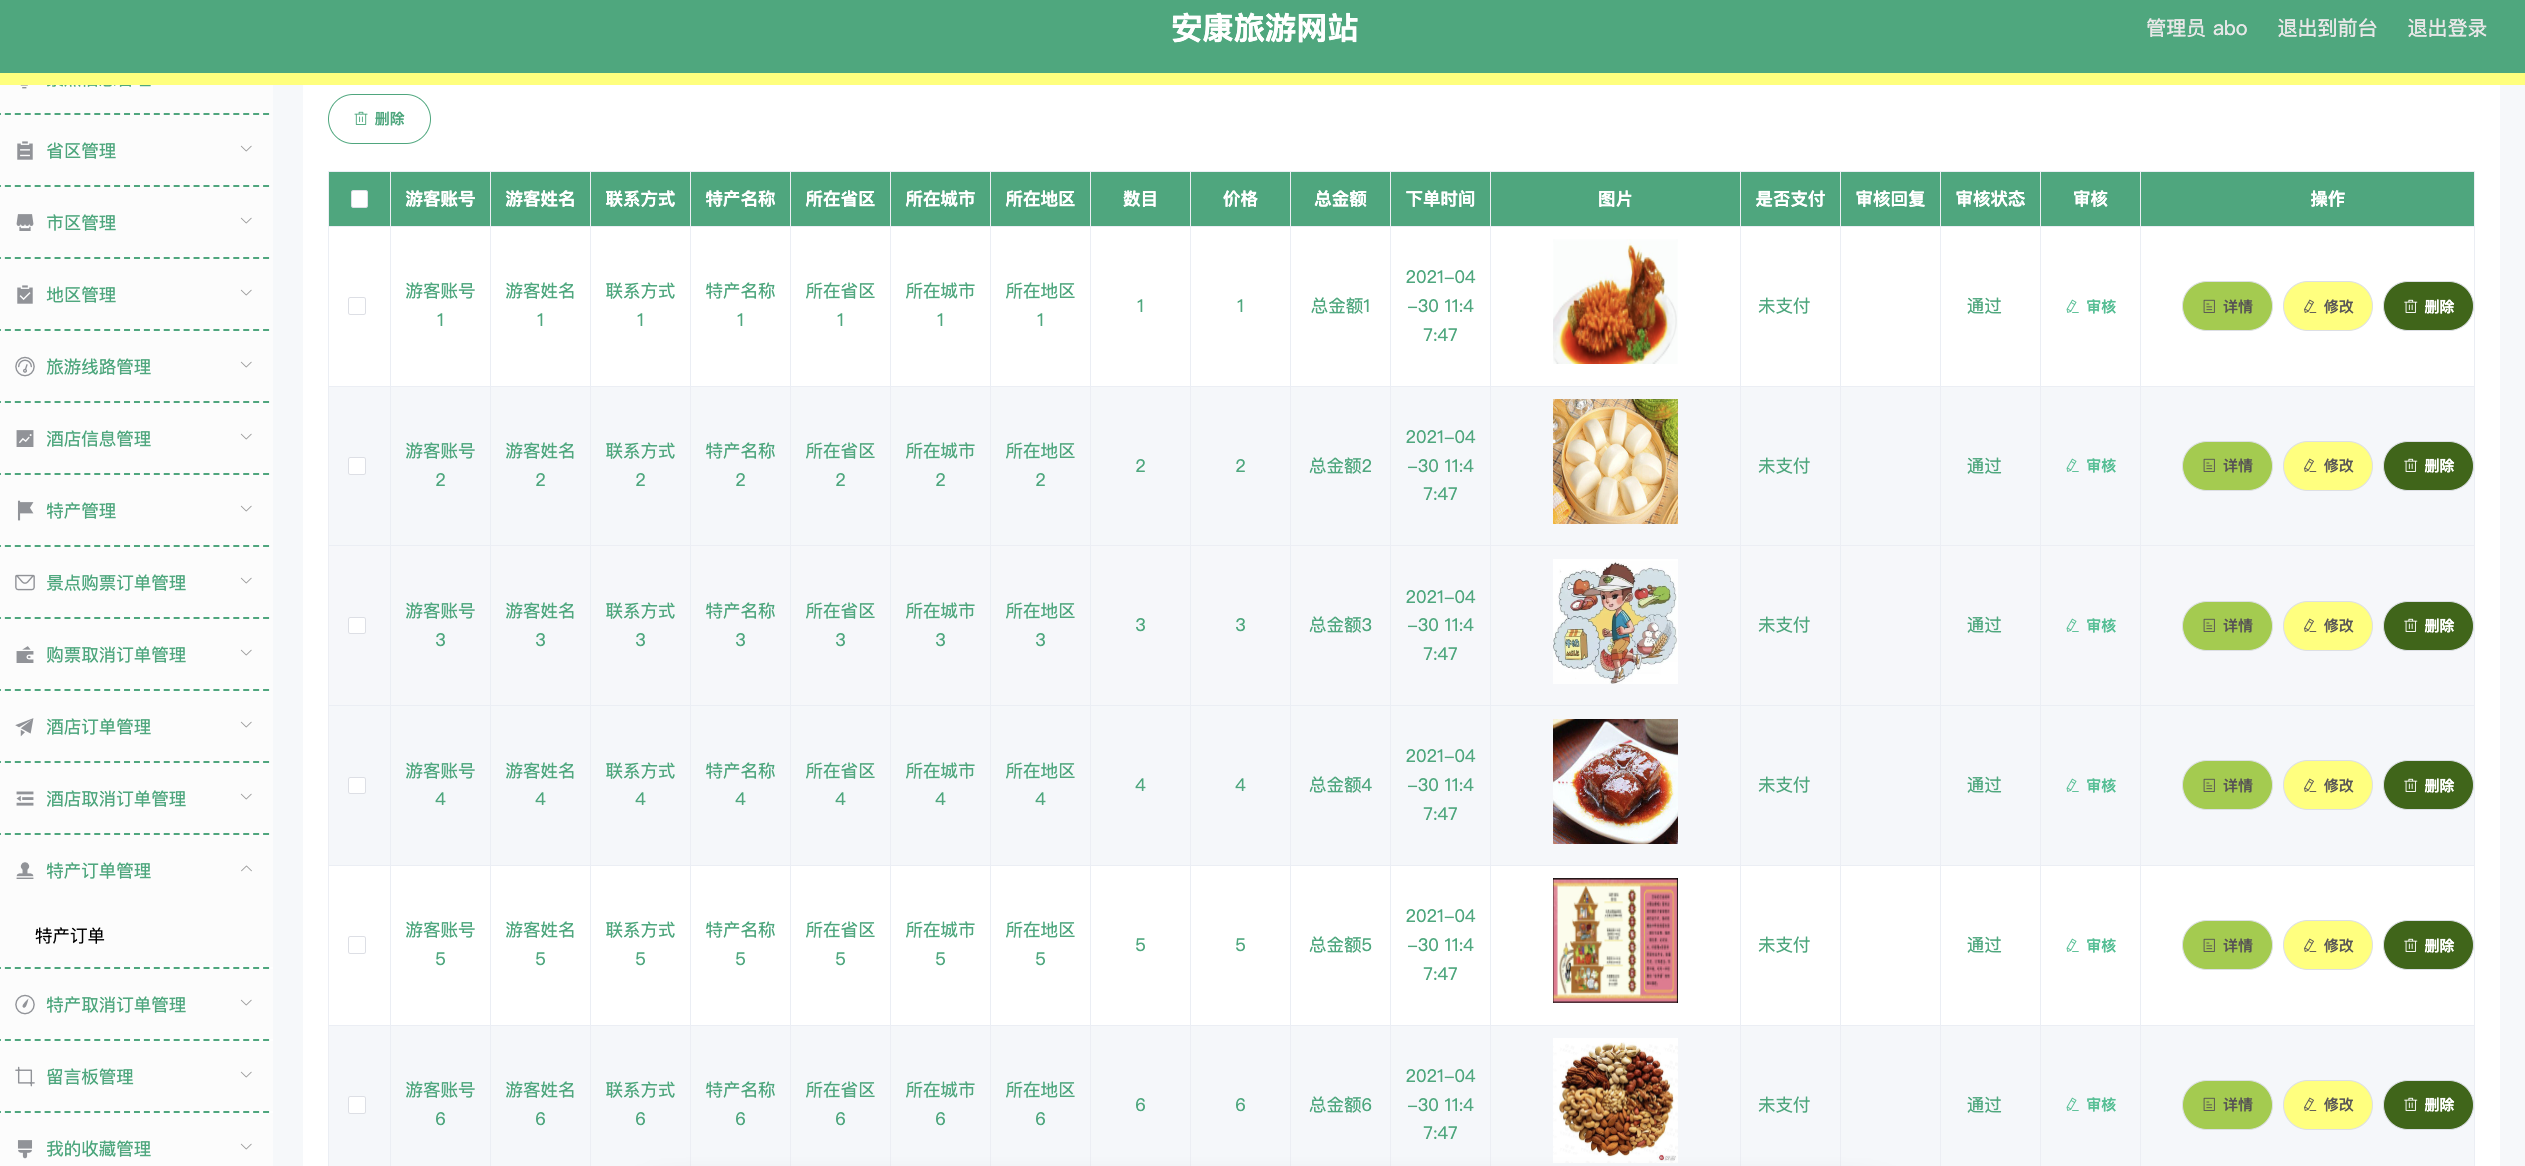 安康旅游网站
管理员 abo 退出到前台 退出登录
删除
省区管理
市区管理
地区管理
旅游线路管理
酒店信息管理
特产管理
景点购票订单管理
购票取消订单管理
酒店订单管理
酒店取消订单管理
特产订单管理
特产订单
特产取消订单管理
留言板管理
我的收藏管理
游客账号 游客姓名 联系方式 特产名称 所在省区 所在城市 所在地区 数目 价格 总金额 下单时间 图片 是否支付 审核回复 审核状态 审核 操作
游客账号 游客姓名 联系方式 特产名称 所在省区 所在城市 所在地区 2021-04
1 1 1 1 1 1 1 1 1 总金额1 -30 11:4 未支付 通过 审核 详情 修改 删除
7:47
游客账号 游客姓名 联系方式 特产名称 所在省区 所在城市 所在地区 2021-04
2 2 2 2 2 2 2 2 2 总金额2 -30 11:4 未支付 通过 审核 详情 修改 删除
7:47
游客账号 游客姓名 联系方式 特产名称 所在省区 所在城市 所在地区 2021-04
3 3 3 3 3 3 3 3 3 总金额3 -30 11:4 未支付 通过 审核 详情 修改 删除
7:47
游客账号 游客姓名 联系方式 特产名称 所在省区 所在城市 所在地区 2021-04
4 4 4 4 4 4 4 4 4 总金额4 -30 11:4 未支付 通过 审核 详情 修改 删除
7:47
游客账号 游客姓名 联系方式 特产名称 所在省区 所在城市 所在地区 2021-04
5 5 5 5 5 5 5 5 5 总金额5 -30 11:4 未支付 通过 审核 详情 修改 删除
7:47
游客账号 游客姓名 联系方式 特产名称 所在省区 所在城市 所在地区 2021-04
6 6 6 6 6 6 6 6 6 总金额6 -30 11:4 未支付 通过 审核 详情 修改 删除
7:47